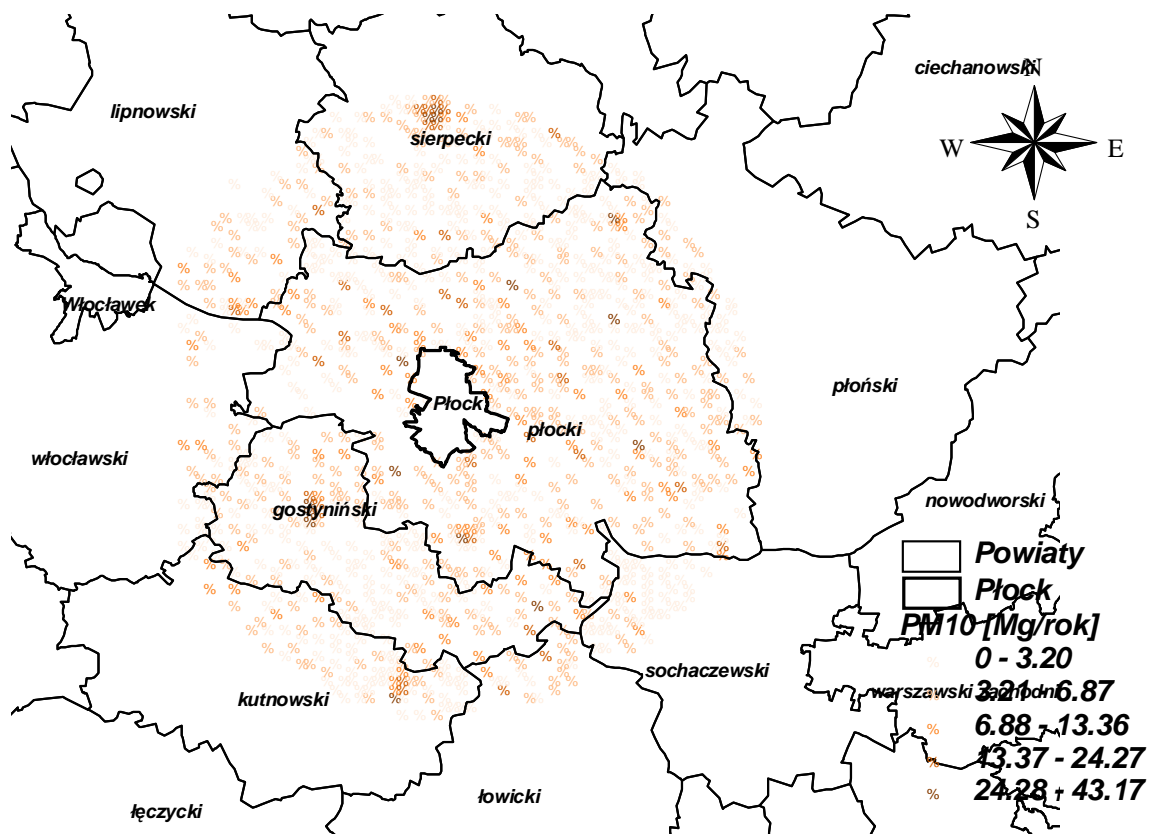 ciechanowski
N
lipnowski
sierpecki
W
E
S
Włocławek
płoński
Płock
płocki
włocławski
nowodworski
gostyniński
Powiaty
Płock
PM10 [Mg/rok]
0 - 3.20
sochaczewski
warszawski zachodni
3.21 - 6.87
kutnowski
% 6.88 - 13.36
% 13.37 - 24.27
% 24.28 - 43.17
łowicki
łęczycki